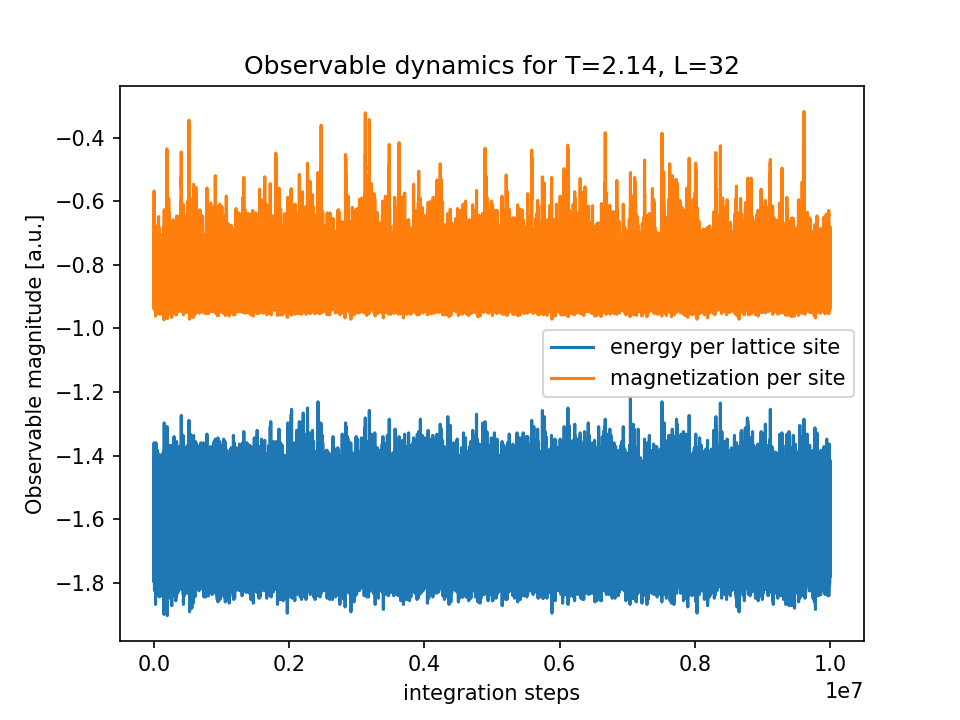 Observable dynamics for T=2.14, L=32
Observable magnitude [a.u.]
−0.4
−0.6
−0.8
−1.0
−1.2
−1.4
−1.6
−1.8
energy per lattice site
magnetization per site
0.0 0.2 0.4 0.6 0.8 1.0
1e7
integration steps